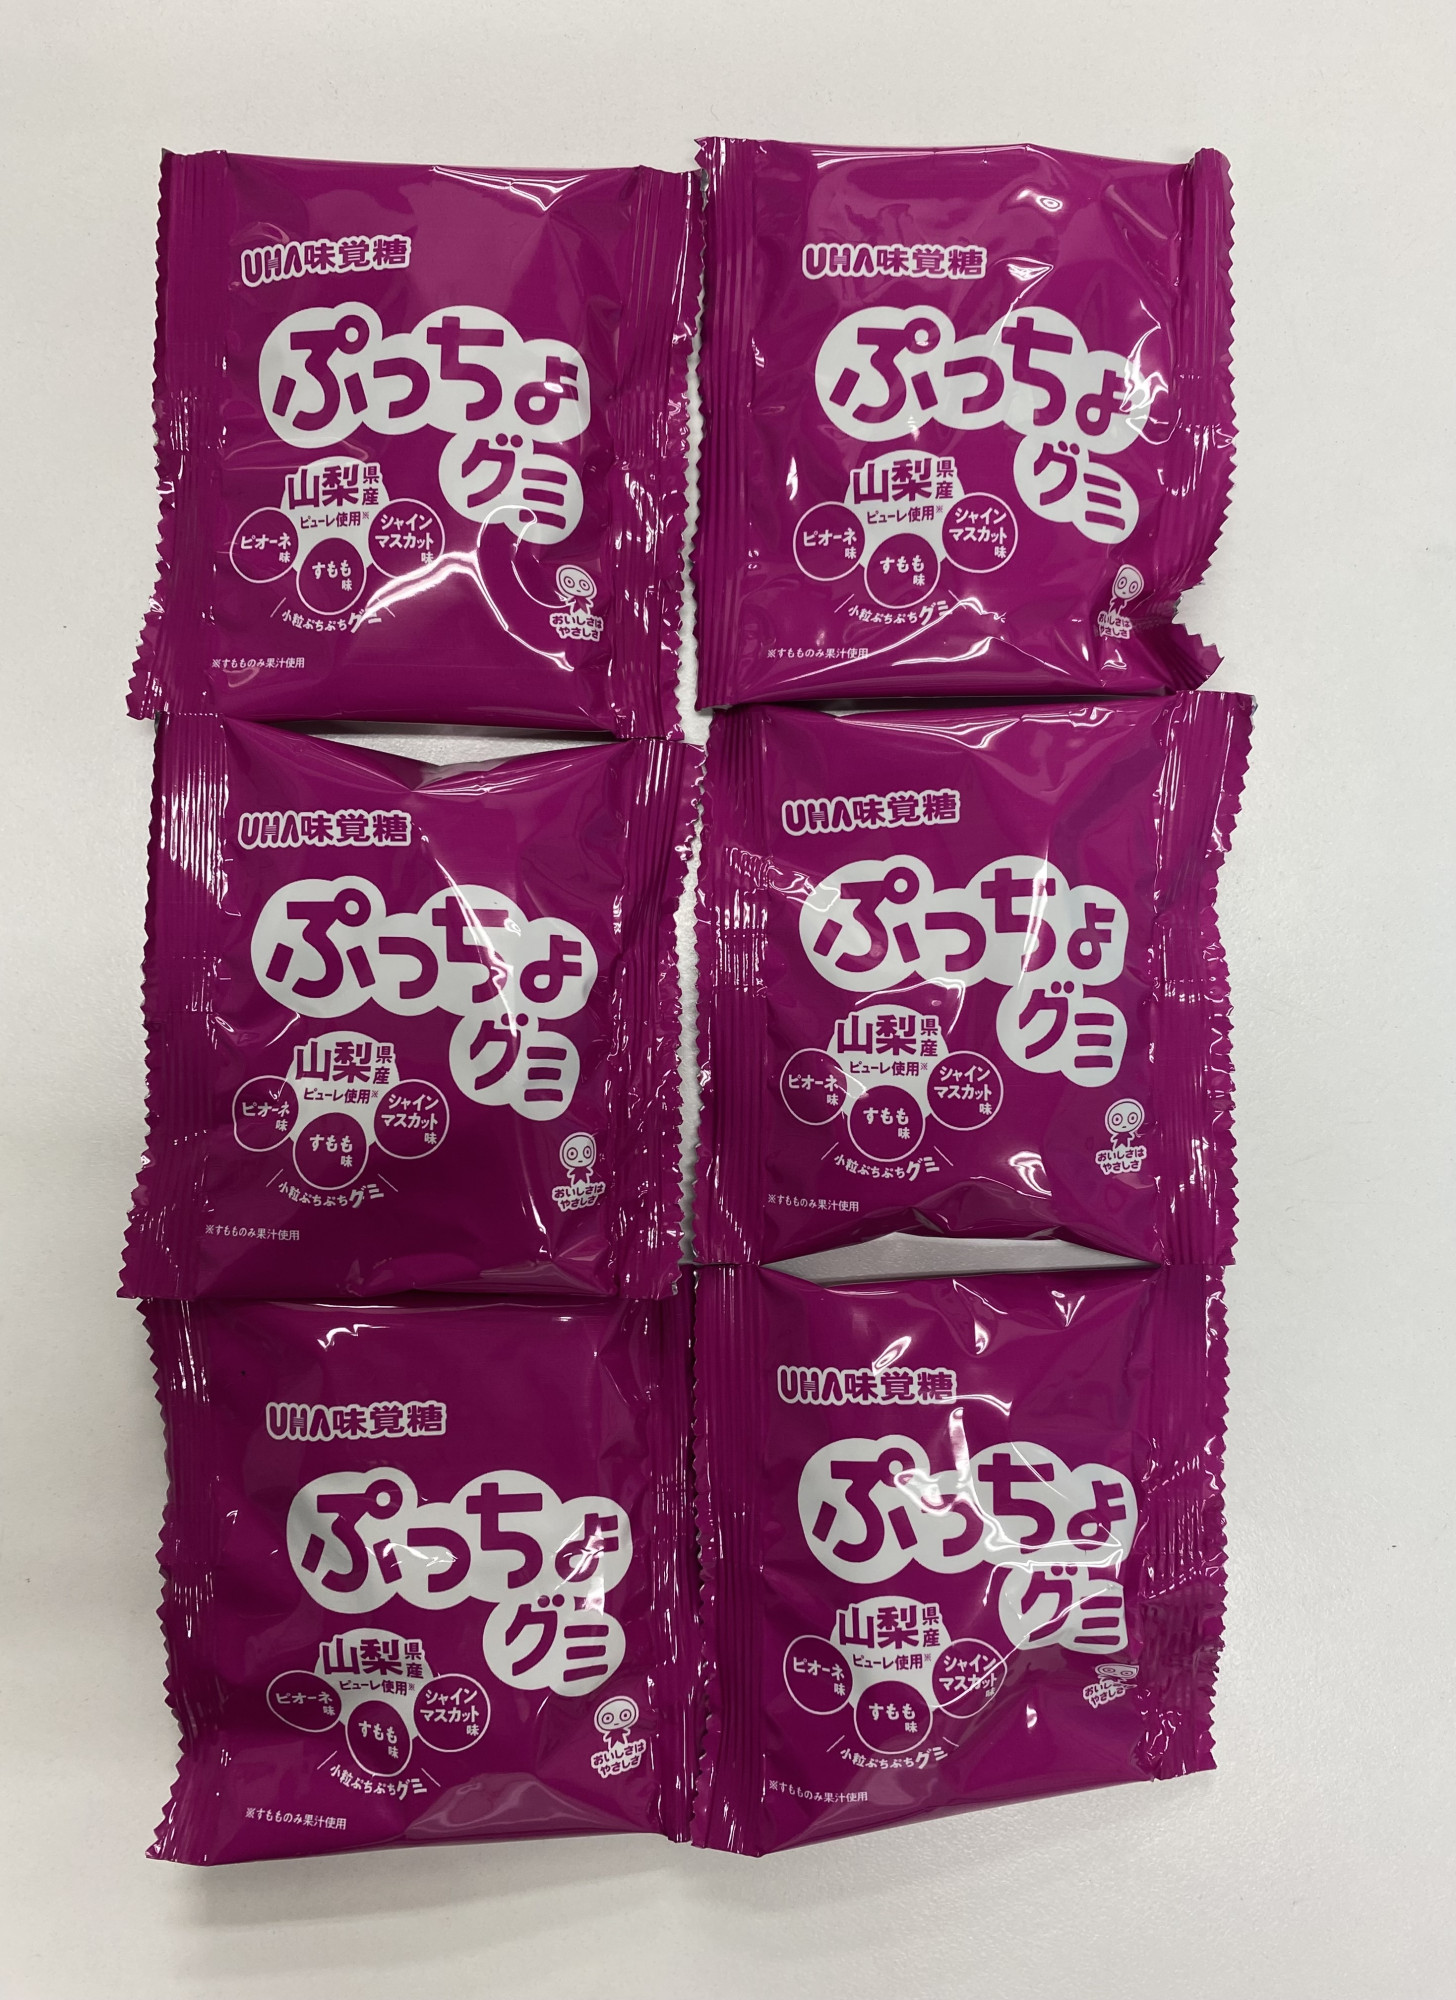 UHA味覚糖
ぷっちょ
グミ
山梨県産
ピューレ使用※
ピオーネ味
すもも味
シャインマスカット味
小粒ぷちぷちグミ
おいしさは
やさしさ
※すもものみ果汁使用
UHA味覚糖
ぷっちょ
グミ
山梨県産
ピューレ使用※
ピオーネ味
すもも味
シャインマスカット味
小粒ぷちぷちグミ
おいしさは
やさしさ
※すもものみ果汁使用
UHA味覚糖
ぷっちょ
グミ
山梨県産
ピューレ使用※
ピオーネ味
すもも味
シャインマスカット味
小粒ぷちぷちグミ
おいしさは
やさしさ
※すもものみ果汁使用
UHA味覚糖
ぷっちょ
グミ
山梨県産
ピューレ使用※
ピオーネ味
すもも味
シャインマスカット味
小粒ぷちぷちグミ
おいしさは
やさしさ
※すもものみ果汁使用
UHA味覚糖
ぷっちょ
グミ
山梨県産
ピューレ使用※
ピオーネ味
すもも味
シャインマスカット味
小粒ぷちぷちグミ
おいしさは
やさしさ
※すもものみ果汁使用
UHA味覚糖
ぷっちょ
グミ
山梨県産
ピューレ使用※
ピオーネ味
すもも味
シャインマスカット味
小粒ぷちぷちグミ
おいし
やさしさ
※すもものみ果汁使用